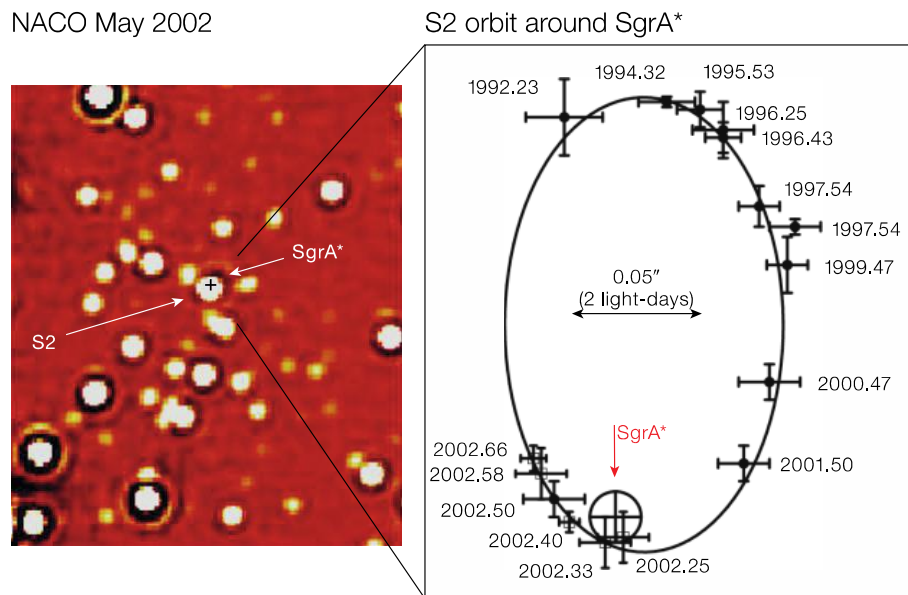 NACO May 2002
S2 orbit around SgrA*
SgrA*
S2
1992.23
1994.32
1995.53
1996.25
1996.43
1997.54
1997.54
1999.47
0.05″
(2 light-days)
2000.47
SgrA*
2001.50
2002.66
2002.58
2002.50
2002.40
2002.33
2002.25